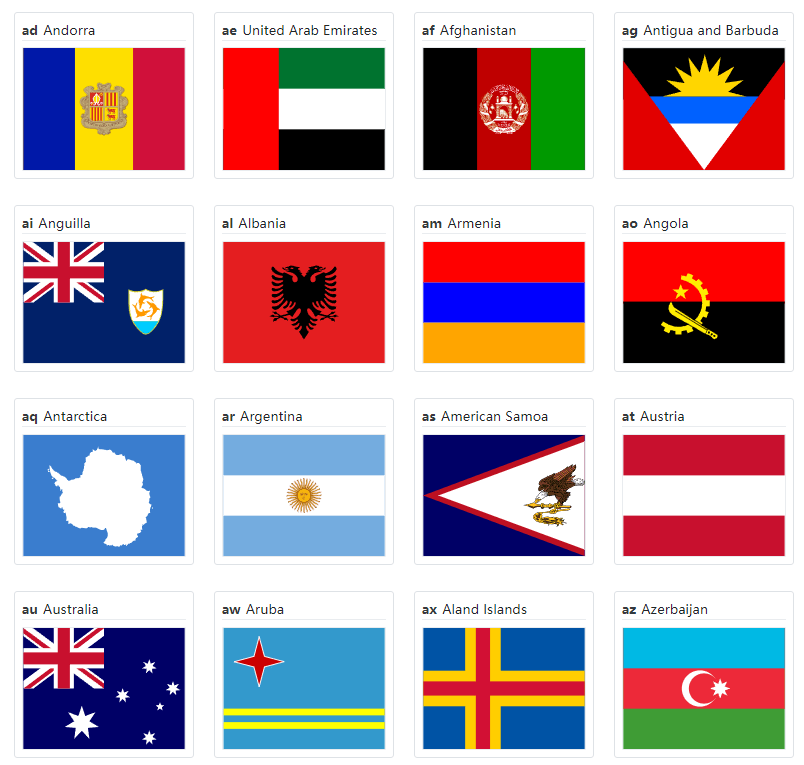 ad Andorra
ae United Arab Emirates
af Afghanistan
ag Antigua and Barbuda
ai Anguilla
al Albania
am Armenia
ao Angola
aq Antarctica
ar Argentina
as American Samoa
at Austria
au Australia
aw Aruba
ax Aland Islands
az Azerbaijan